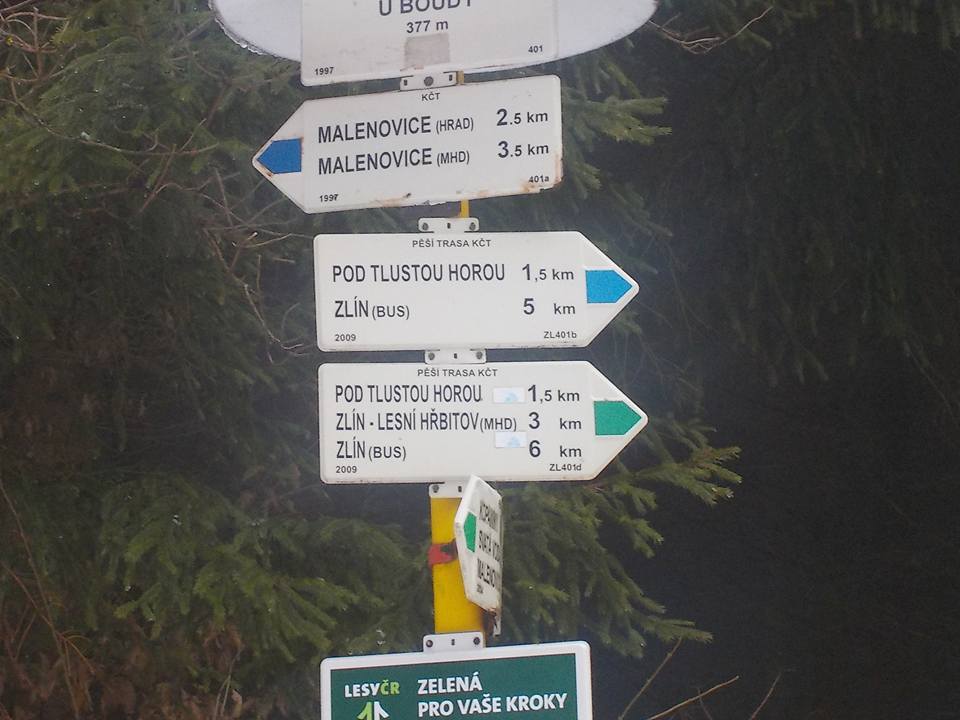 U BOUDY
377 m
1997 401
KČT
MALENOVICE (HRAD) 2.5 km
MALENOVICE (MHD) 3.5 km
1997 401a
PĚŠÍ TRASA KČT
POD TLUSTOU HOROU 1,5 km
ZLÍN (BUS) 5 km
2009 ZL401b
PĚŠÍ TRASA KČT
POD TLUSTOU HOROU 1,5 km
ZLÍN - LESNÍ HŘBITOV (MHD) 3 km
ZLÍN (BUS) 6 km
2009 ZL401d
SVATÁ
LESY ČR ZELENÁ
PRO VAŠE KROKY